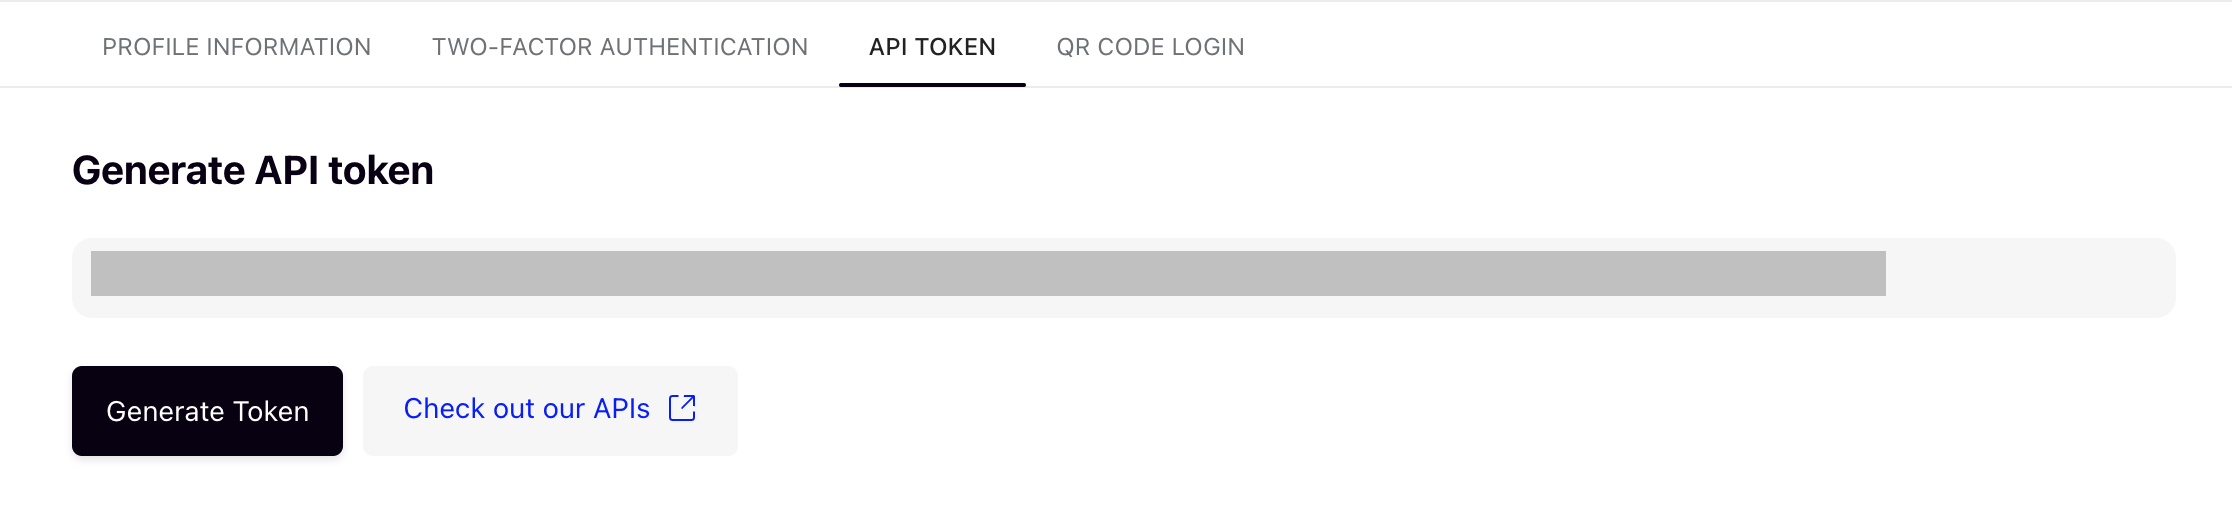 PROFILE INFORMATION TWO-FACTOR AUTHENTICATION API TOKEN QR CODE LOGIN
Generate API token
Generate Token Check out our APIs